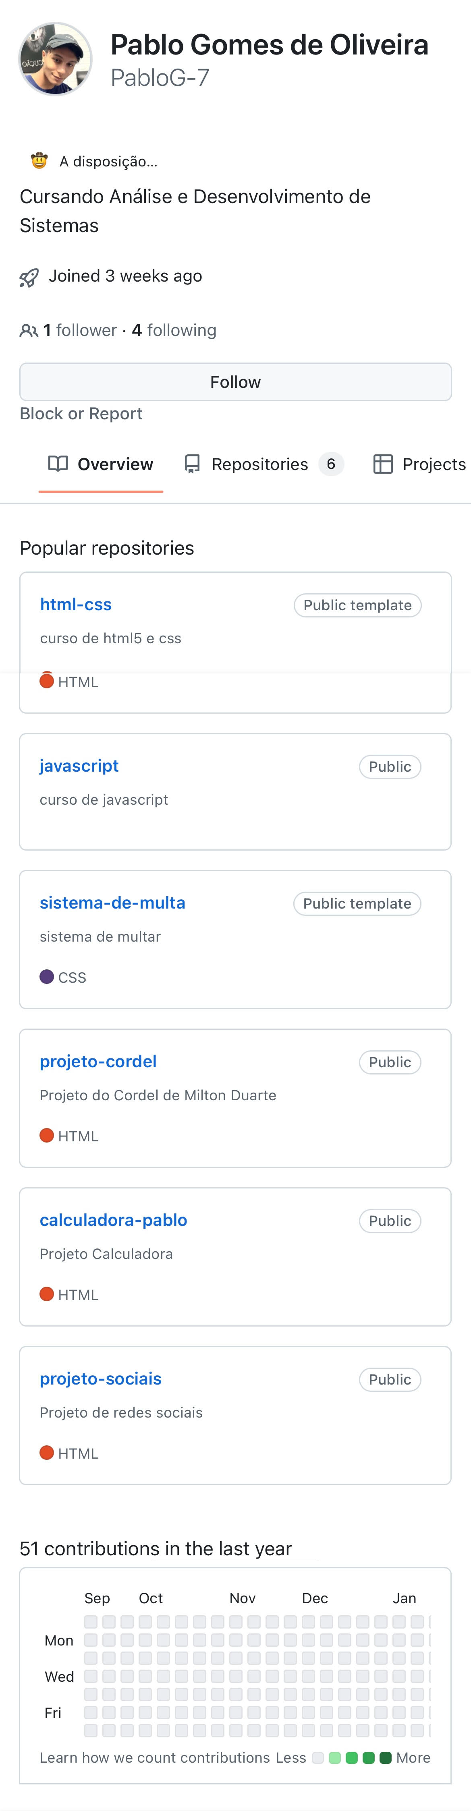 Pablo Gomes de Oliveira
PabloG-7
A disposição...
Cursando Análise e Desenvolvimento de
Sistemas
Joined 3 weeks ago
1 follower · 4 following
Follow
Block or Report
Overview Repositories 6 Projects
Popular repositories
html-css Public template
curso de html5 e css
HTML
javascript Public
curso de javascript
sistema-de-multa Public template
sistema de multar
CSS
projeto-cordel Public
Projeto do Cordel de Milton Duarte
HTML
calculadora-pablo Public
Projeto Calculadora
HTML
projeto-sociais Public
Projeto de redes sociais
HTML
51 contributions in the last year
Sep Oct Nov Dec Jan
Mon
Wed
Fri
Learn how we count contributions Less More